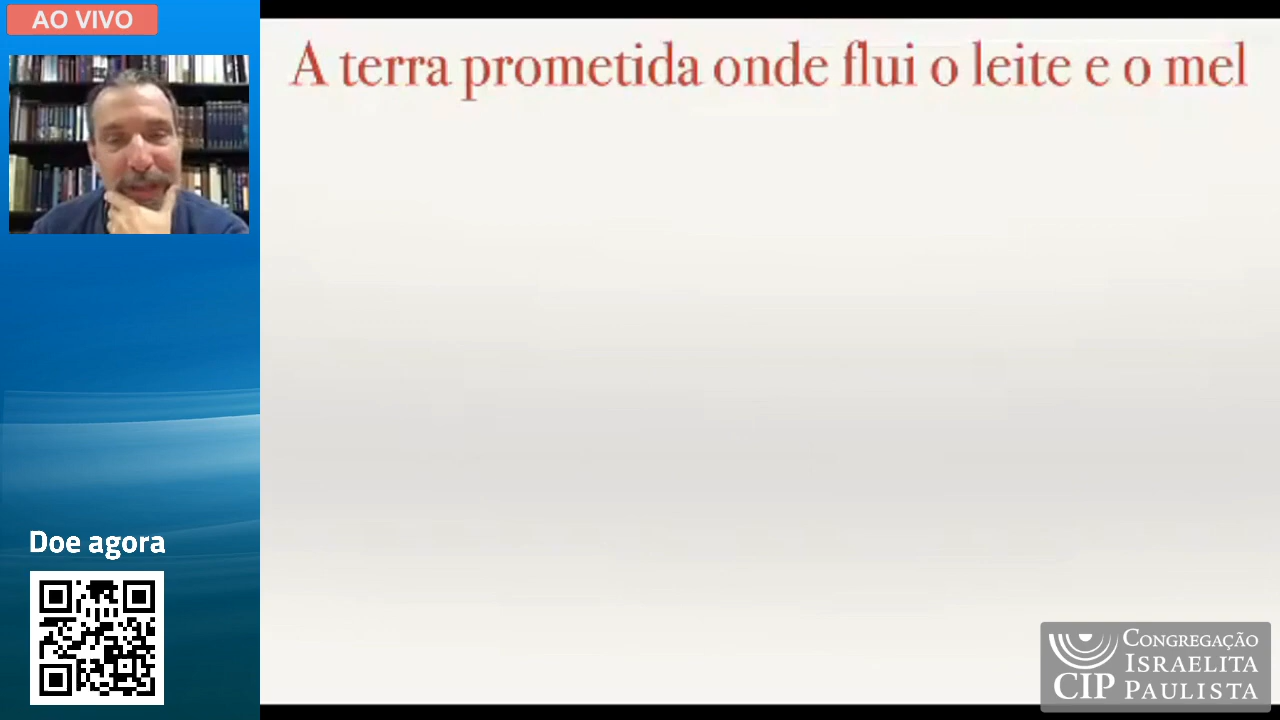 AO VIVO
A terra prometida onde flui o leite e o mel
Doe agora
CONGREGAÇÃO
ISRAELITA
CIP PAULISTA